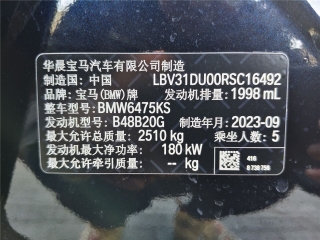 华晨宝马汽车有限公司制造
制造国: 中国 LBV31DU00RSC16492
品牌: 宝马(BMW)牌 发动机排量: 1998 mL
整车型号: BMW6475KS
发动机型号: B48B20G 制造年月: 2023-09
最大允许总质量: 2510 kg 乘坐人数: 5
发动机最大净功率: 180 kW 416
最大允许牵引质量: -- kg 8 738 798